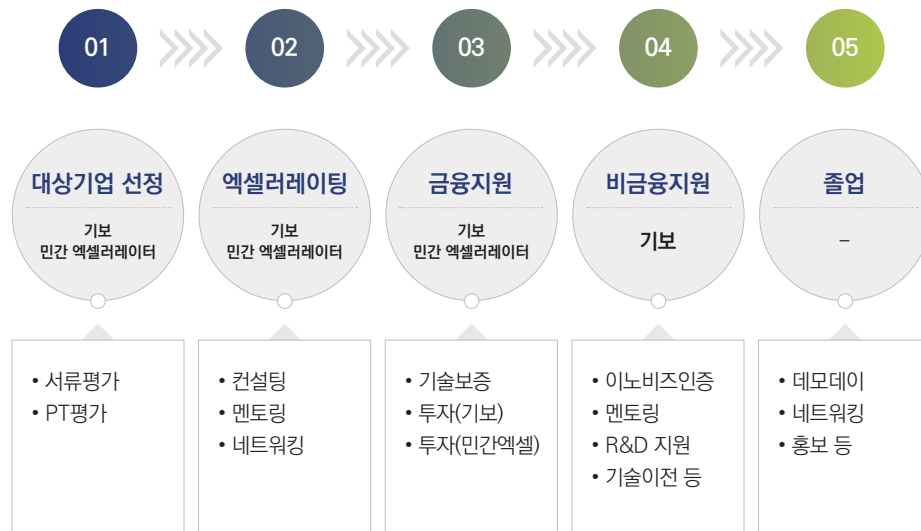 01
02
03
04
05
대상기업 선정
기보
민간 엑셀러레이터
엑셀러레이팅
기보
민간 엑셀러레이터
금융지원
기보
민간 엑셀러레이터
비금융지원
기보
졸업
–
• 서류평가
• PT평가
• 컨설팅
• 멘토링
• 네트워킹
• 기술보증
• 투자(기보)
• 투자(민간엑셀)
• 이노비즈인증
• 멘토링
• R&D 지원
• 기술이전 등
• 데모데이
• 네트워킹
• 홍보 등